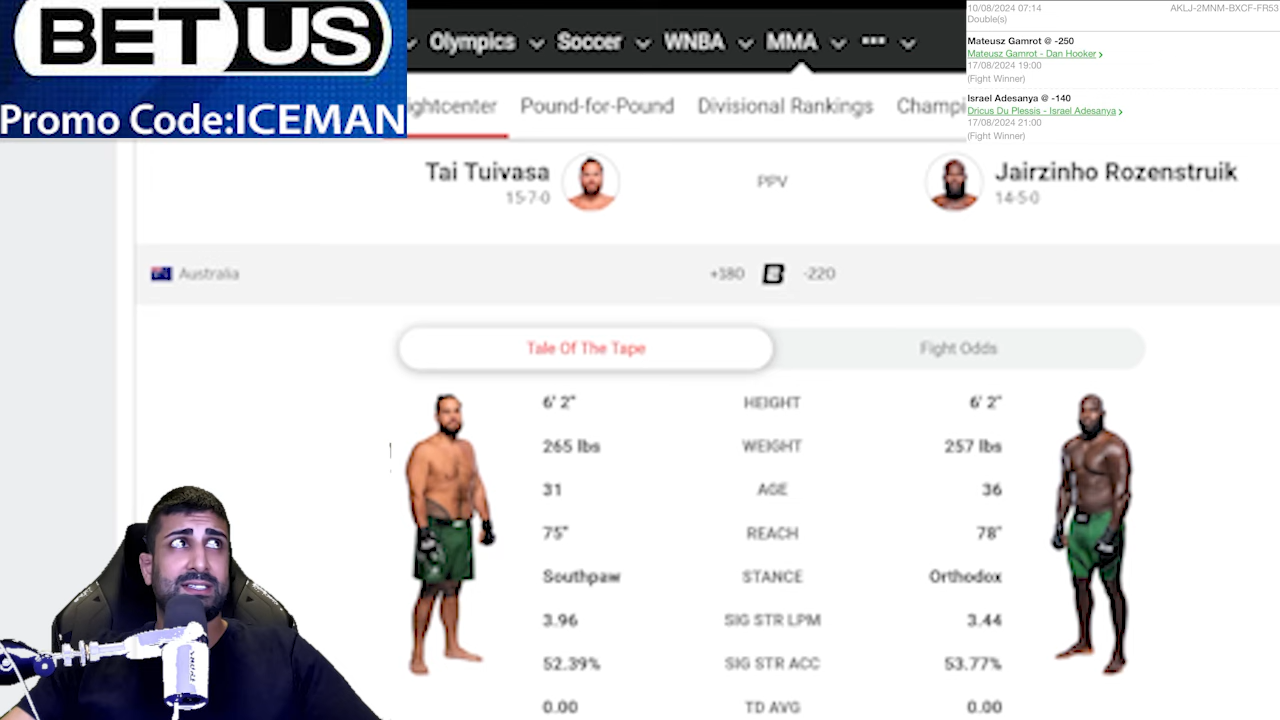 BETUS
Promo Code:ICEMAN
Olympics Soccer WNBA MMA ...
ghtcenter Pound-for-Pound Divisional Rankings Champi
10/08/2024 07:14 AKLJ-2MNM-BXCF-FR53
Double(s)
Mateusz Gamrot @ -250
Mateusz Gamrot - Dan Hooker
17/08/2024 19:00
(Fight Winner)
Israel Adesanya @ -140
Dricus Du Plessis - Israel Adesanya
17/08/2024 21:00
(Fight Winner)
Tai Tuivasa PPV Jairzinho Rozenstruik
15-7-0 14-5-0
Australia +180 B -220
Tale Of The Tape Fight Odds
6' 2" HEIGHT 6' 2"
265 lbs WEIGHT 257 lbs
31 AGE 36
75" REACH 78"
Southpaw STANCE Orthodox
3.96 SIG STR LPM 3.44
52.39% SIG STR ACC 53.77%
0.00 TD AVG 0.00